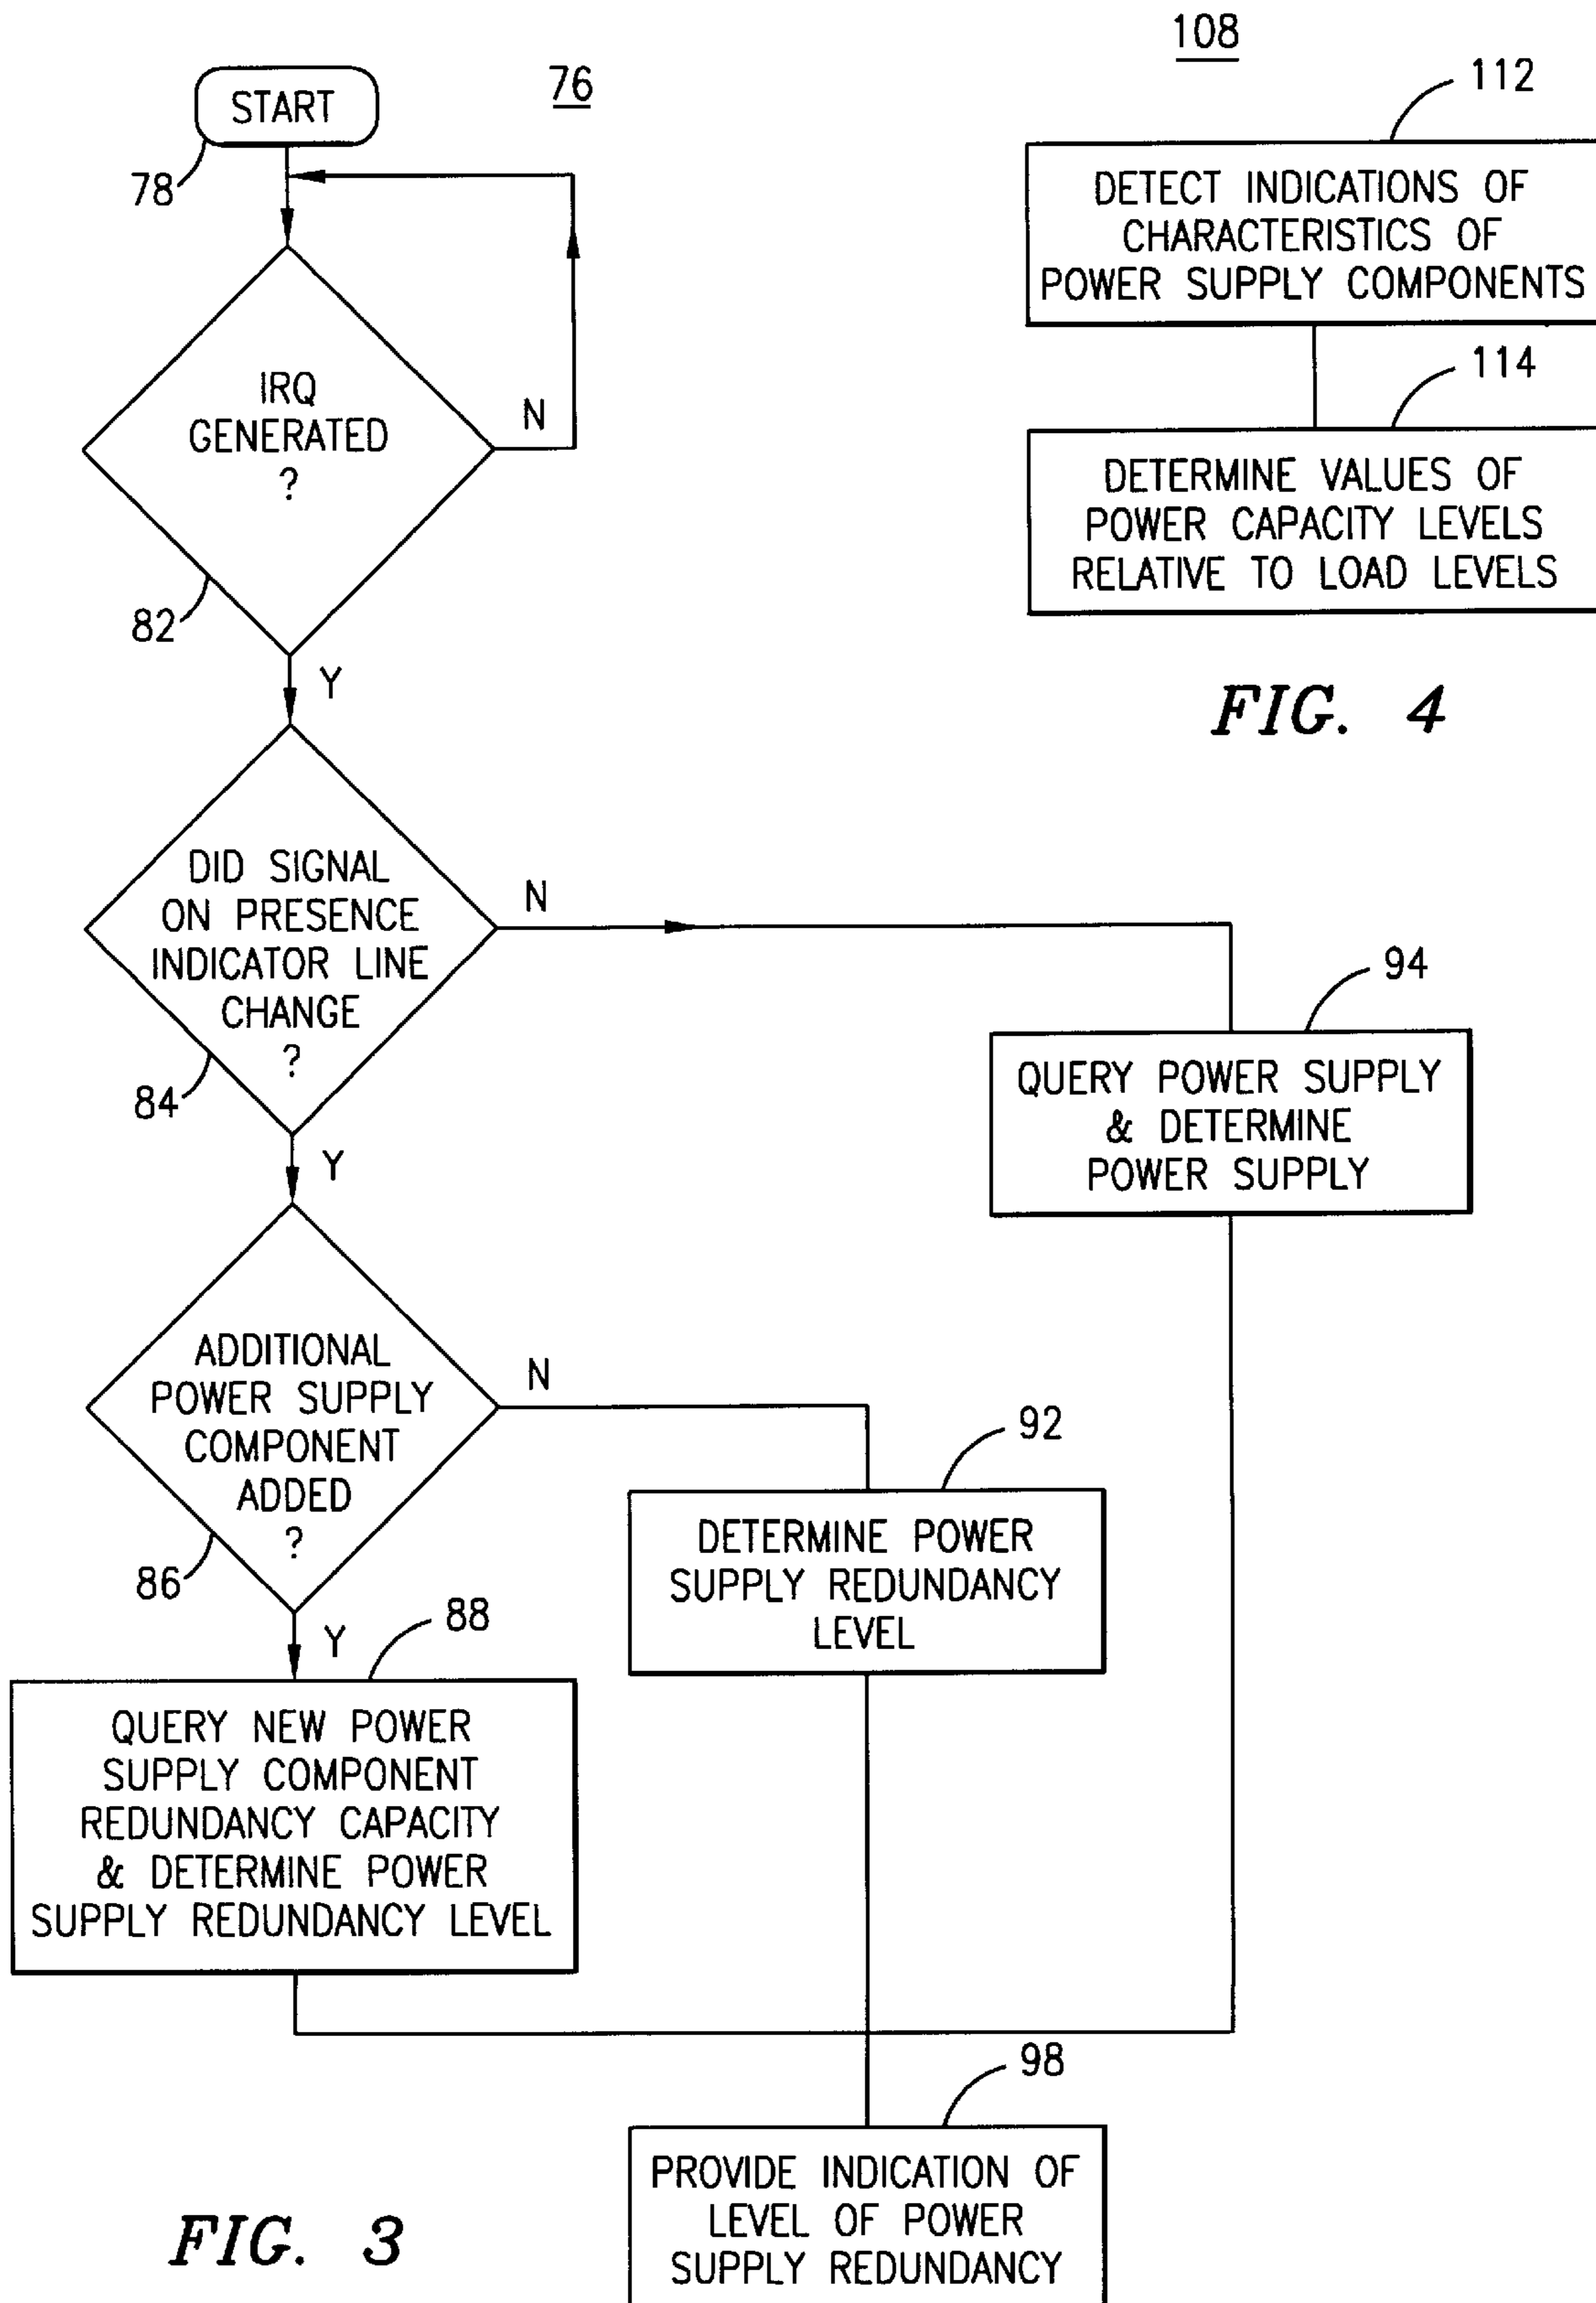 76
START
78
IRQ
GENERATED
?
N
82
Y
DID SIGNAL
ON PRESENCE
INDICATOR LINE
CHANGE
?
N
84
Y
94
QUERY POWER SUPPLY
& DETERMINE
POWER SUPPLY
ADDITIONAL
POWER SUPPLY
COMPONENT
ADDED
?
N
86
Y
92
DETERMINE POWER
SUPPLY REDUNDANCY
LEVEL
88
QUERY NEW POWER
SUPPLY COMPONENT
REDUNDANCY CAPACITY
& DETERMINE POWER
SUPPLY REDUNDANCY LEVEL
98
PROVIDE INDICATION OF
LEVEL OF POWER
SUPPLY REDUNDANCY
FIG. 3
108
112
DETECT INDICATIONS OF
CHARACTERISTICS OF
POWER SUPPLY COMPONENTS
114
DETERMINE VALUES OF
POWER CAPACITY LEVELS
RELATIVE TO LOAD LEVELS
FIG. 4